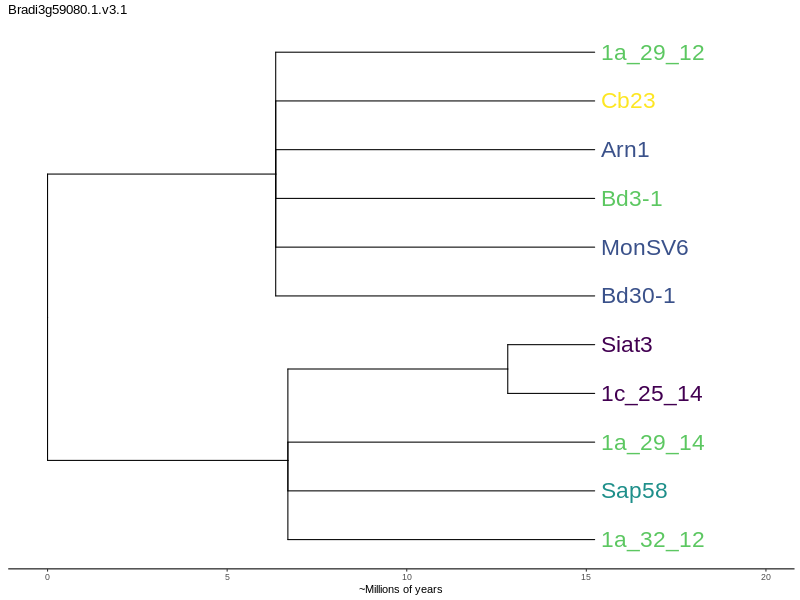 Bradi3g59080.1.v3.1
1a_29_12
Cb23
Arn1
Bd3-1
MonSV6
Bd30-1
Siat3
1c_25_14
1a_29_14
Sap58
1a_32_12
0 5 10 15 20
~Millions of years